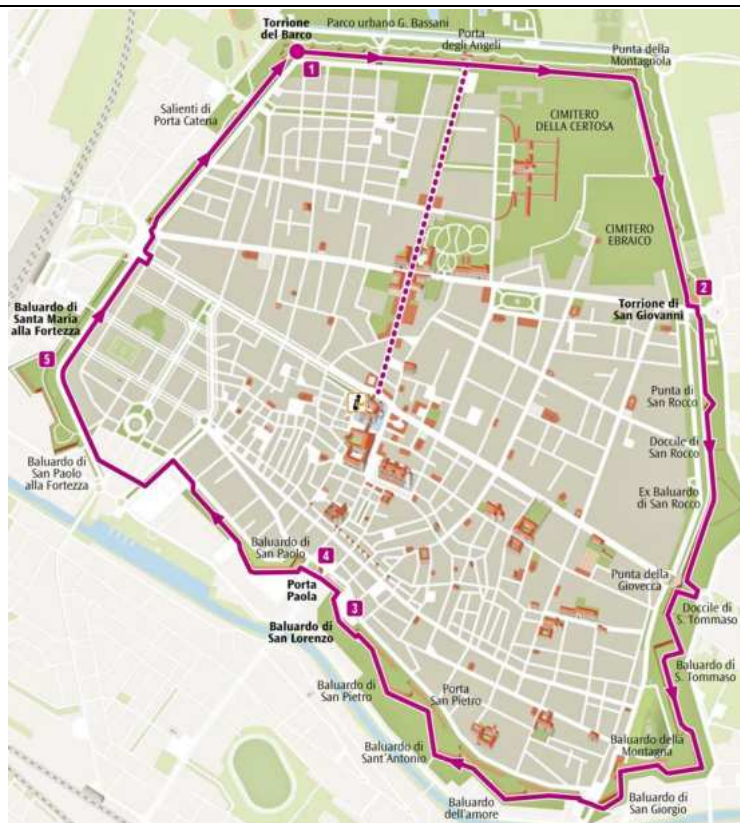 Torrione
del Barco
Parco urbano G. Bassani
Porta
degli Angeli
Punta della
Montagnola
1
Salienti di
Porta Catena
CIMITERO
DELLA CERTOSA
CIMITERO
EBRAICO
2
Torrione di
San Giovanni
Baluardo di
Santa Maria
alla Fortezza
5
i
Punta di
San Rocco
Doccile di
San Rocco
Baluardo di
San Paolo
alla Fortezza
Ex Baluardo
di San Rocco
Baluardo di
San Paolo
4
Porta
Paola
3
Baluardo di
San Lorenzo
Punta della
Giovecca
Doccile di
S. Tommaso
Baluardo di
S. Tommaso
Baluardo di
San Pietro
Porta
San Pietro
Baluardo di
Sant'Antonio
Baluardo della
Montagna
Baluardo
dell'amore
Baluardo di
San Giorgio